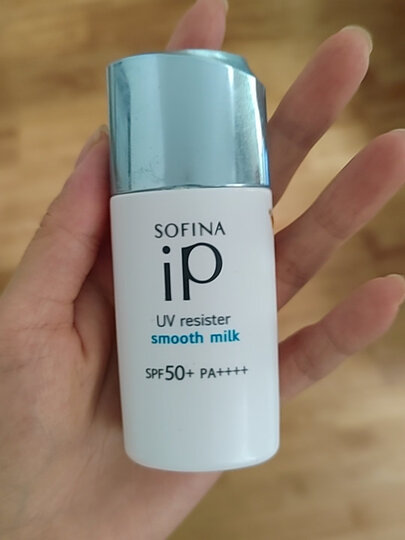 SOFINA
iP
UV resister
smooth milk
SPF50+ PA++++